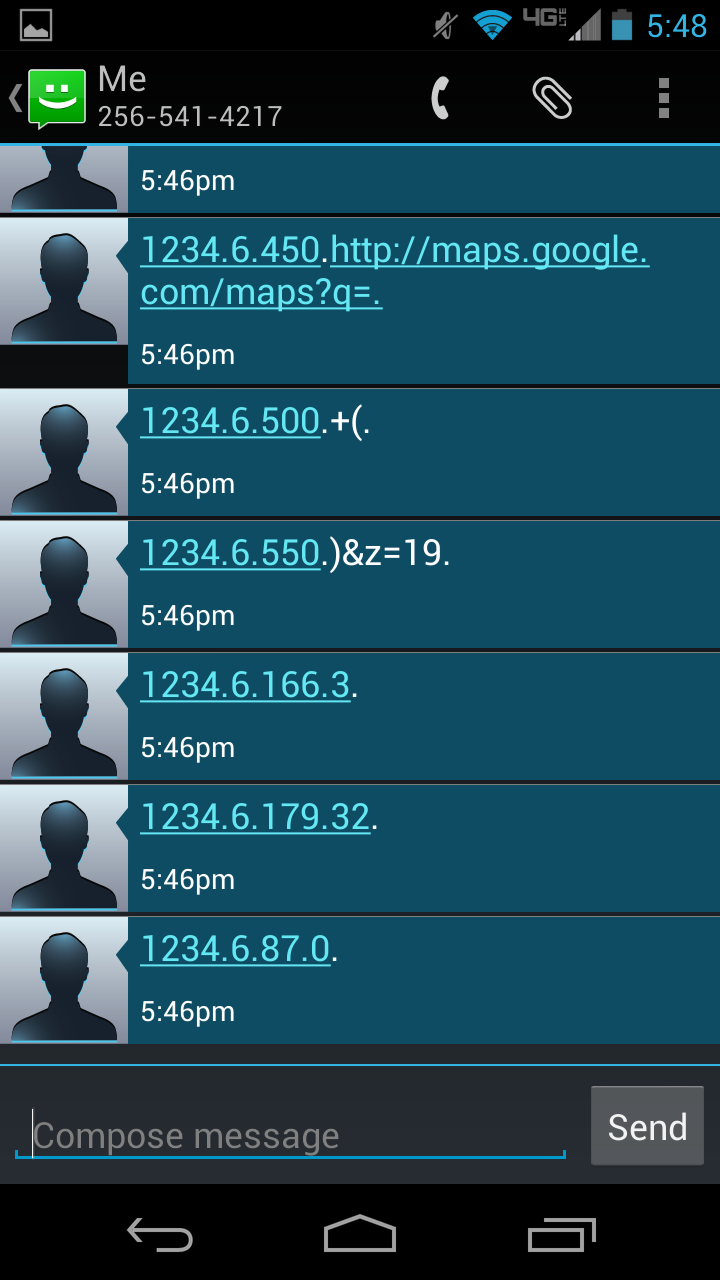 4G LTE 5:48
Me
256-541-4217
5:46pm
1234.6.450.http://maps.google.
com/maps?q=.
5:46pm
1234.6.500.+(.
5:46pm
1234.6.550.)&z=19.
5:46pm
1234.6.166.3.
5:46pm
1234.6.179.32.
5:46pm
1234.6.87.0.
5:46pm
Compose message
Send